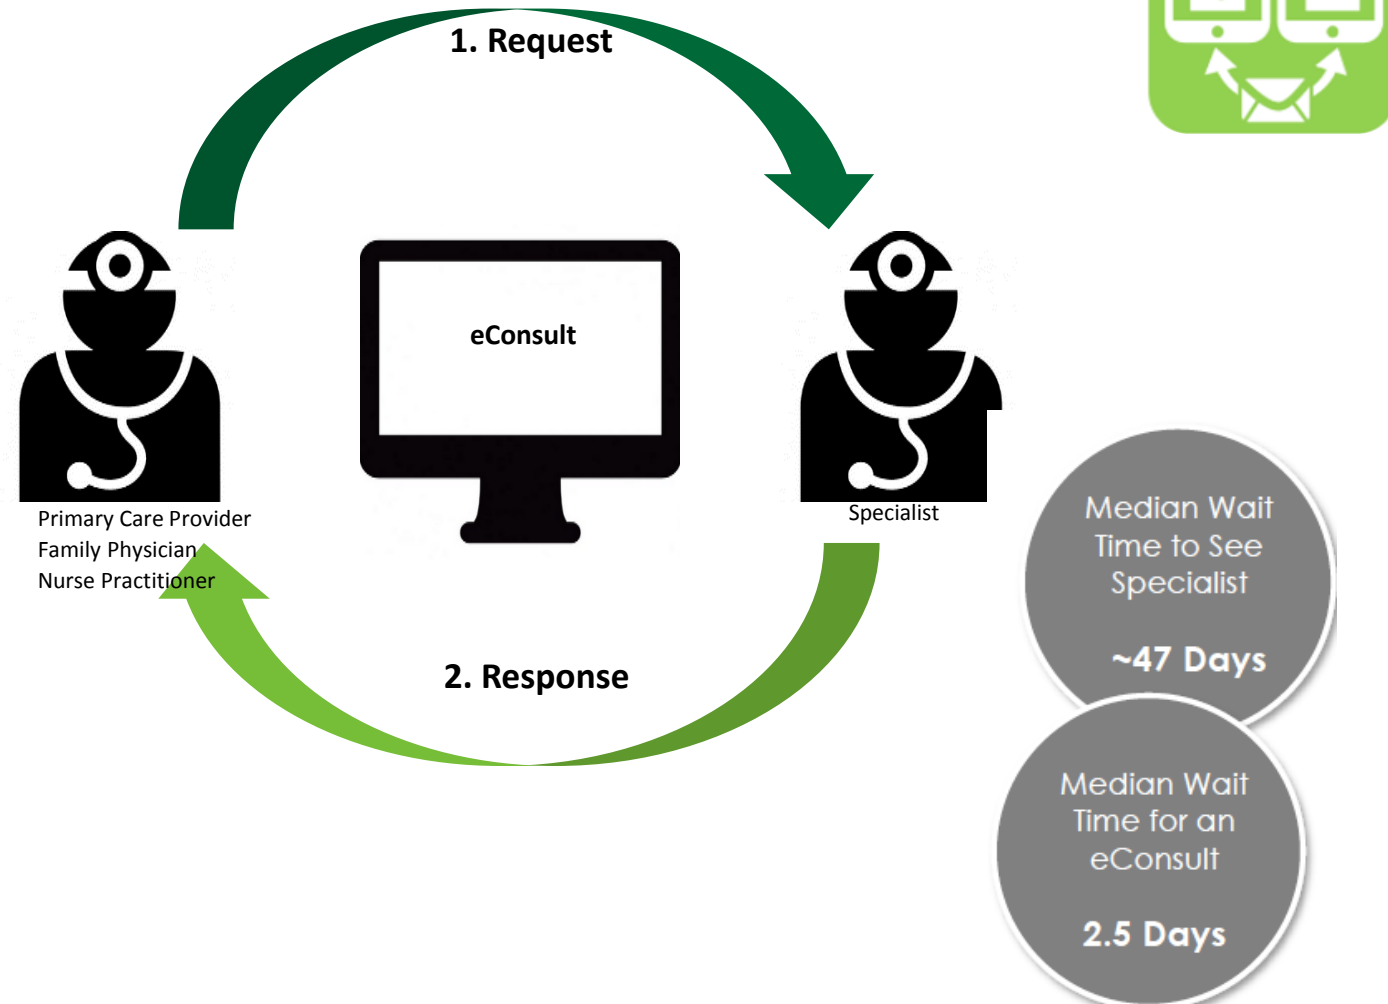 1. Request
eConsult
Primary Care Provider
Family Physician
Nurse Practitioner
Specialist
2. Response
Median Wait
Time to See
Specialist
~47 Days
Median Wait
Time for an
eConsult
2.5 Days